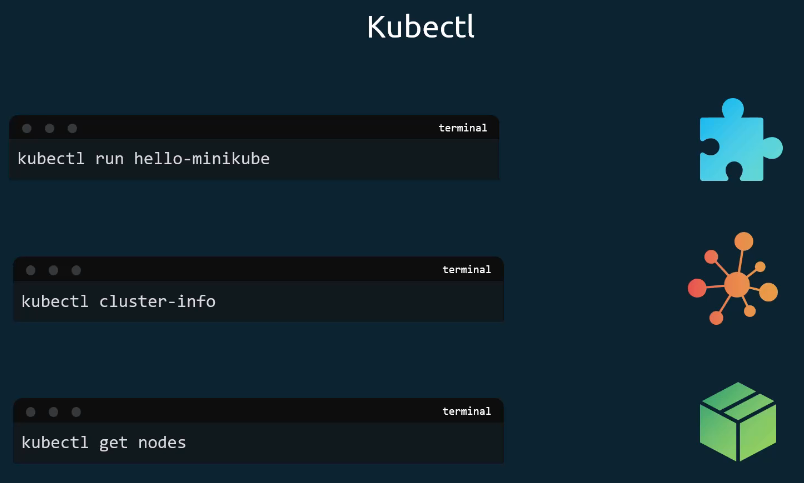 Kubectl
terminal
kubectl run hello-minikube
terminal
kubectl cluster-info
terminal
kubectl get nodes